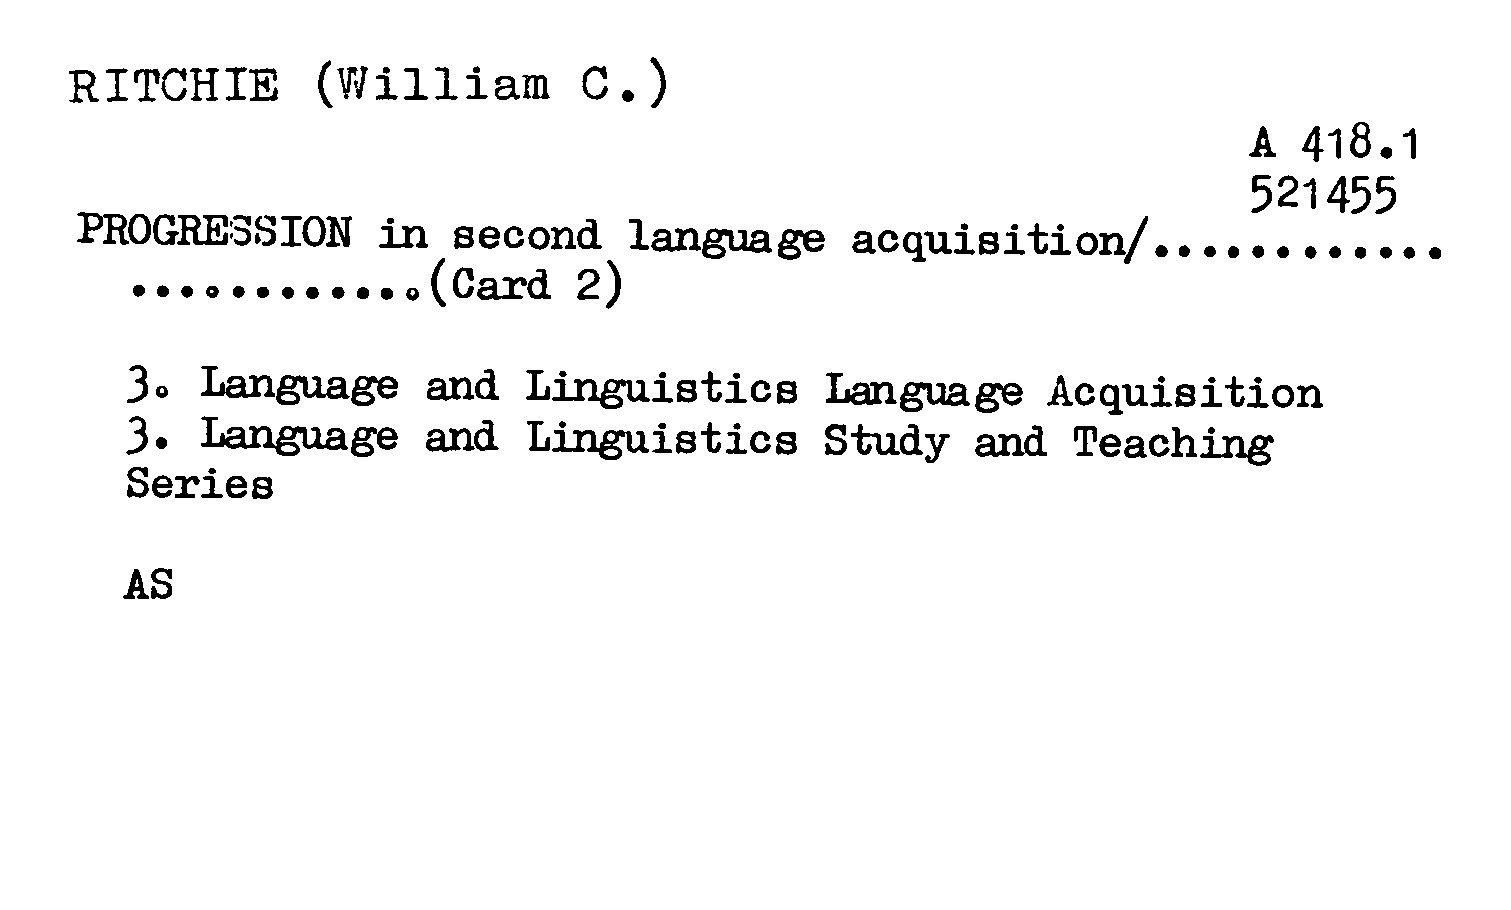 RITCHIE (William C.)
A 418.1
521455
PROGRESSION in second language acquisition/............
............(Card 2)
3. Language and Linguistics Language Acquisition
3. Language and Linguistics Study and Teaching
Series
AS